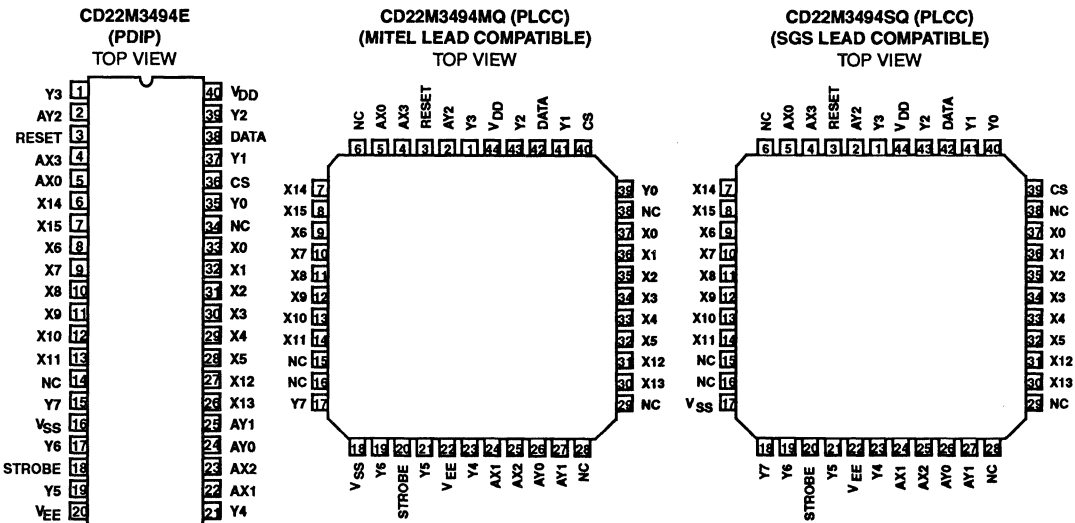 CD22M3494E
(PDIP)
TOP VIEW
Y3 1
AY2 2
RESET 3
AX3 4
AX0 5
X14 6
X15 7
X6 8
X7 9
X8 10
X9 11
X10 12
X11 13
NC 14
Y7 15
VSS 16
Y6 17
STROBE 18
Y5 19
VEE 20
40 VDD
39 Y2
38 DATA
37 Y1
36 CS
35 Y0
34 NC
33 X0
32 X1
31 X2
30 X3
29 X4
28 X5
27 X12
26 X13
25 AY1
24 AY0
23 AX2
22 AX1
21 Y4
CD22M3494MQ (PLCC)
(MITEL LEAD COMPATIBLE)
TOP VIEW
NC AX0 AX3 RESET AY2 Y3 VDD Y2 DATA Y1 CS
6 5 4 3 2 1 44 43 42 41 40
X14 7
X15 8
X6 9
X7 10
X8 11
X9 12
X10 13
X11 14
NC 15
NC 16
Y7 17
39 Y0
38 NC
37 X0
36 X1
35 X2
34 X3
33 X4
32 X5
31 X12
30 X13
29 NC
18 19 20 21 22 23 24 25 26 27 28
VSS Y6 STROBE Y5 VEE Y4 AX1 AX2 AY0 AY1 NC
CD22M3494SQ (PLCC)
(SGS LEAD COMPATIBLE)
TOP VIEW
NC AX0 AX3 RESET AY2 Y3 VDD Y2 DATA Y1 Y0
6 5 4 3 2 1 44 43 42 41 40
X14 7
X15 8
X6 9
X7 10
X8 11
X9 12
X10 13
X11 14
NC 15
NC 16
VSS 17
39 CS
38 NC
37 X0
36 X1
35 X2
34 X3
33 X4
32 X5
31 X12
30 X13
29 NC
18 19 20 21 22 23 24 25 26 27 28
Y7 Y6 STROBE Y5 VEE Y4 AX1 AX2 AY0 AY1 NC